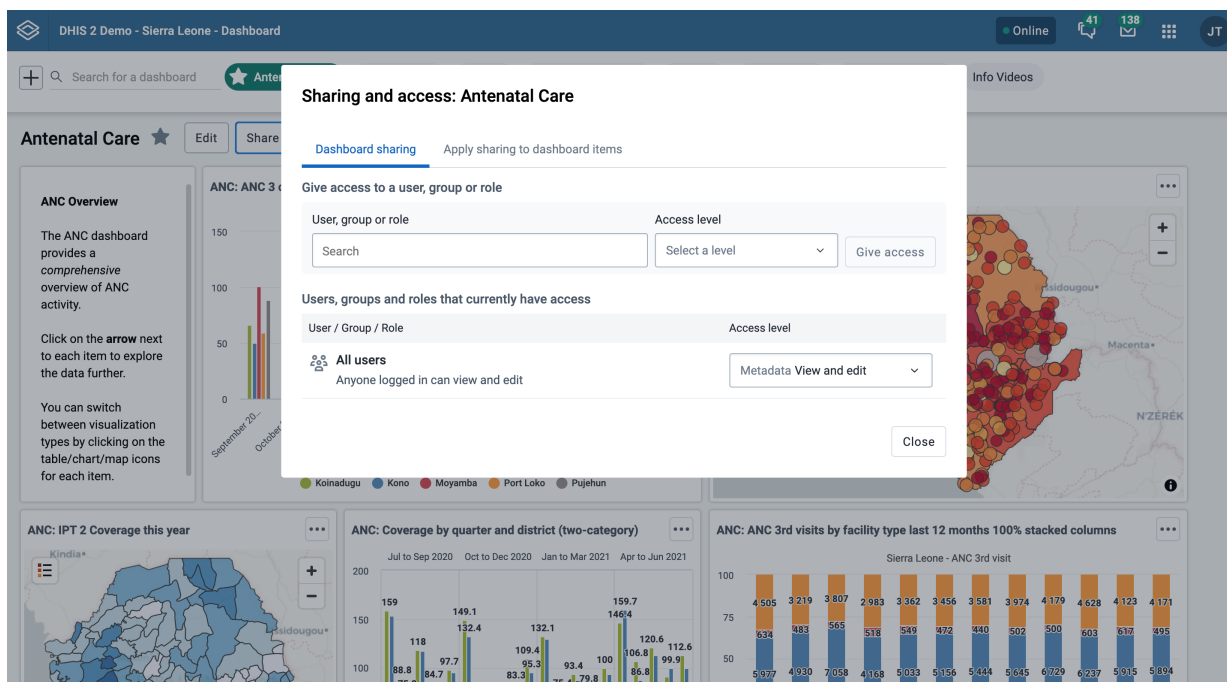 DHIS 2 Demo - Sierra Leone - Dashboard
Online
41
138
JT
Search for a dashboard
Info Videos
Antenatal Care
Edit
Share
Sharing and access: Antenatal Care
Dashboard sharing
Apply sharing to dashboard items
Give access to a user, group or role
User, group or role
Access level
Search
Select a level
Give access
Users, groups and roles that currently have access
User / Group / Role
Access level
All users
Anyone logged in can view and edit
Metadata View and edit
Close
ANC Overview
The ANC dashboard
provides a
comprehensive
overview of ANC
activity.
Click on the arrow next
to each item to explore
the data further.
You can switch
between visualization
types by clicking on the
table/chart/map icons
for each item.
ANC: ANC 3
150
100
50
0
September 20...
October
Koinadugu
Kono
Moyamba
Port Loko
Pujehun
Macenta
N'ZÉRÉK
ANC: IPT 2 Coverage this year
Kindia
ANC: Coverage by quarter and district (two-category)
Jul to Sep 2020
Oct to Dec 2020
Jan to Mar 2021
Apr to Jun 2021
200
150
100
159
149.1
132.4
118
97.7
88.8
84.7
132.1
109.4
95.3
83.3
93.4
79.8
100
159.7
146.4
106.8
86.8
120.6
99.9
112.6
ANC: ANC 3rd visits by facility type last 12 months 100% stacked columns
Sierra Leone - ANC 3rd visit
100
75
50
4 505 3 219 3 807 2 983 3 362 3 456 3 581 3 974 4 179 4 628 4 123 4 171
634 483 565 518 549 472 440 502 500 603 617 495
5 977 4 930 7 058 4 168 5 033 5 156 5 444 5 645 6 729 6 237 5 915 5 894